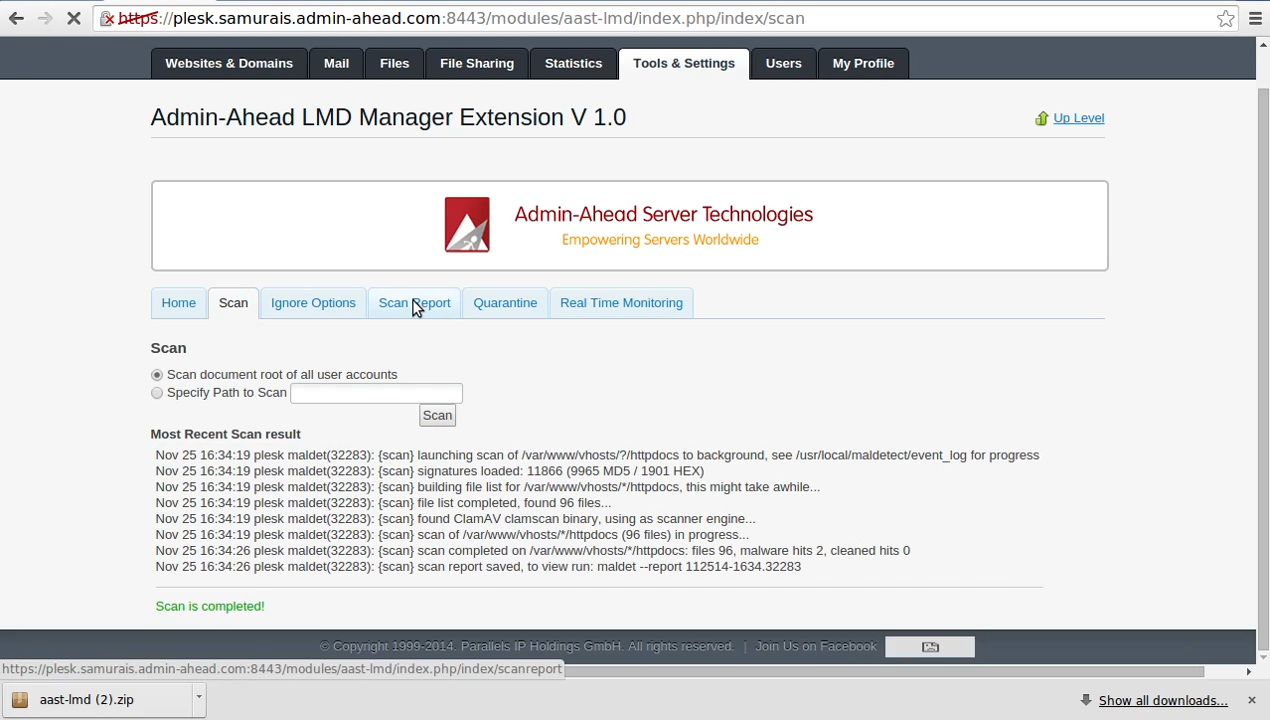 https://plesk.samurais.admin-ahead.com:8443/modules/aast-lmd/index.php/index/scan
Websites & Domains
Mail
Files
File Sharing
Statistics
Tools & Settings
Users
My Profile
Admin-Ahead LMD Manager Extension V 1.0
Up Level
Admin-Ahead Server Technologies
Empowering Servers Worldwide
Home
Scan
Ignore Options
Scan Report
Quarantine
Real Time Monitoring
Scan
Scan document root of all user accounts
Specify Path to Scan
Scan
Most Recent Scan result
Nov 25 16:34:19 plesk maldet(32283): {scan} launching scan of /var/www/vhosts/?/httpdocs to background, see /usr/local/maldetect/event_log for progress
Nov 25 16:34:19 plesk maldet(32283): {scan} signatures loaded: 11866 (9965 MD5 / 1901 HEX)
Nov 25 16:34:19 plesk maldet(32283): {scan} building file list for /var/www/vhosts/*/httpdocs, this might take awhile...
Nov 25 16:34:19 plesk maldet(32283): {scan} file list completed, found 96 files...
Nov 25 16:34:19 plesk maldet(32283): {scan} found ClamAV clamscan binary, using as scanner engine...
Nov 25 16:34:19 plesk maldet(32283): {scan} scan of /var/www/vhosts/*/httpdocs (96 files) in progress...
Nov 25 16:34:26 plesk maldet(32283): {scan} scan completed on /var/www/vhosts/*/httpdocs: files 96, malware hits 2, cleaned hits 0
Nov 25 16:34:26 plesk maldet(32283): {scan} scan report saved, to view run: maldet --report 112514-1634.32283
Scan is completed!
© Copyright 1999-2014. Parallels IP Holdings GmbH. All rights reserved. | Join Us on Facebook
https://plesk.samurais.admin-ahead.com:8443/modules/aast-lmd/index.php/index/scanreport
aast-lmd (2).zip
Show all downloads...